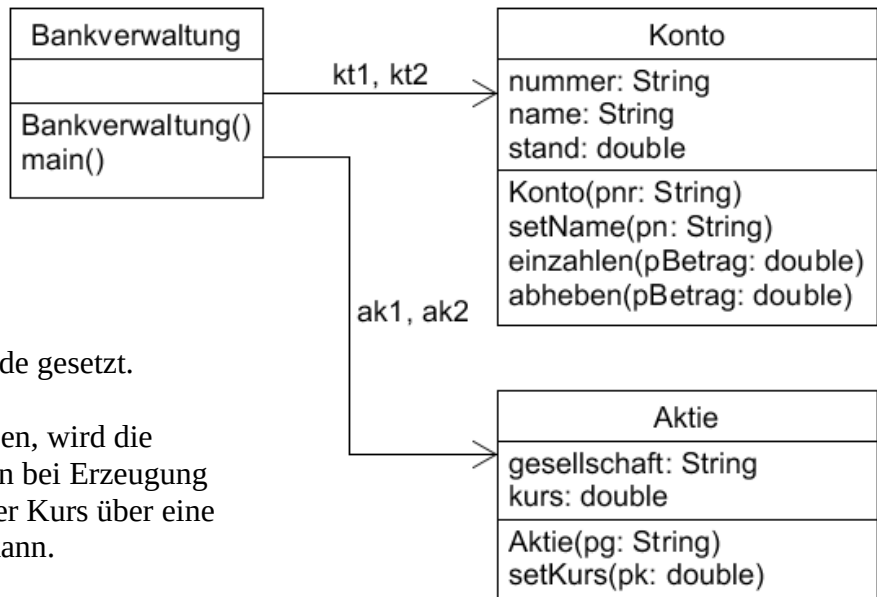 Bankverwaltung
Bankverwaltung()
main()
kt1, kt2
Konto
nummer: String
name: String
stand: double
Konto(pnr: String)
setName(pn: String)
einzahlen(pBetrag: double)
abheben(pBetrag: double)
ak1, ak2
de gesetzt.
en, wird die
n bei Erzeugung
er Kurs über eine
ann.
Aktie
gesellschaft: String
kurs: double
Aktie(pg: String)
setKurs(pk: double)